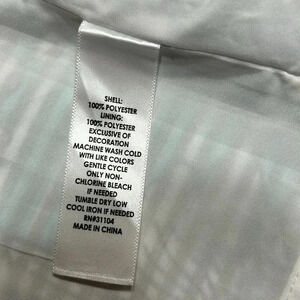 SHELL:
100% POLYESTER
LINING:
100% POLYESTER
EXCLUSIVE OF
DECORATION
MACHINE WASH COLD
WITH LIKE COLORS
GENTLE CYCLE
ONLY NON-
CHLORINE BLEACH
IF NEEDED
TUMBLE DRY LOW
COOL IRON IF NEEDED
RN#31104
MADE IN CHINA